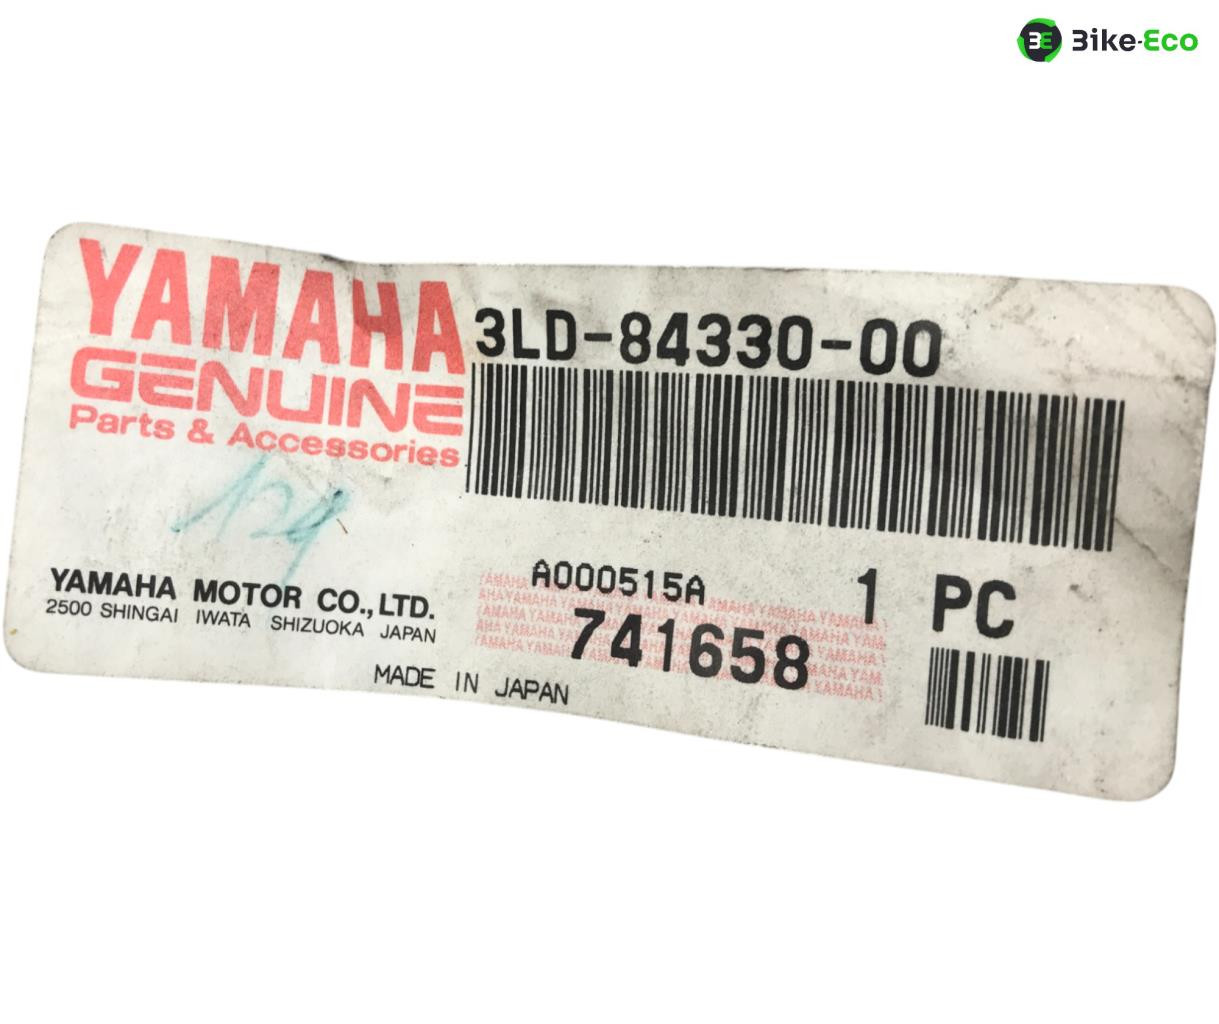 Bike-Eco
YAMAHA
GENUINE
Parts & Accessories
3LD-84330-00
124
YAMAHA MOTOR CO., LTD.
2500 SHINGAI IWATA SHIZUOKA JAPAN
MADE IN JAPAN
A000515A
741658
1 PC